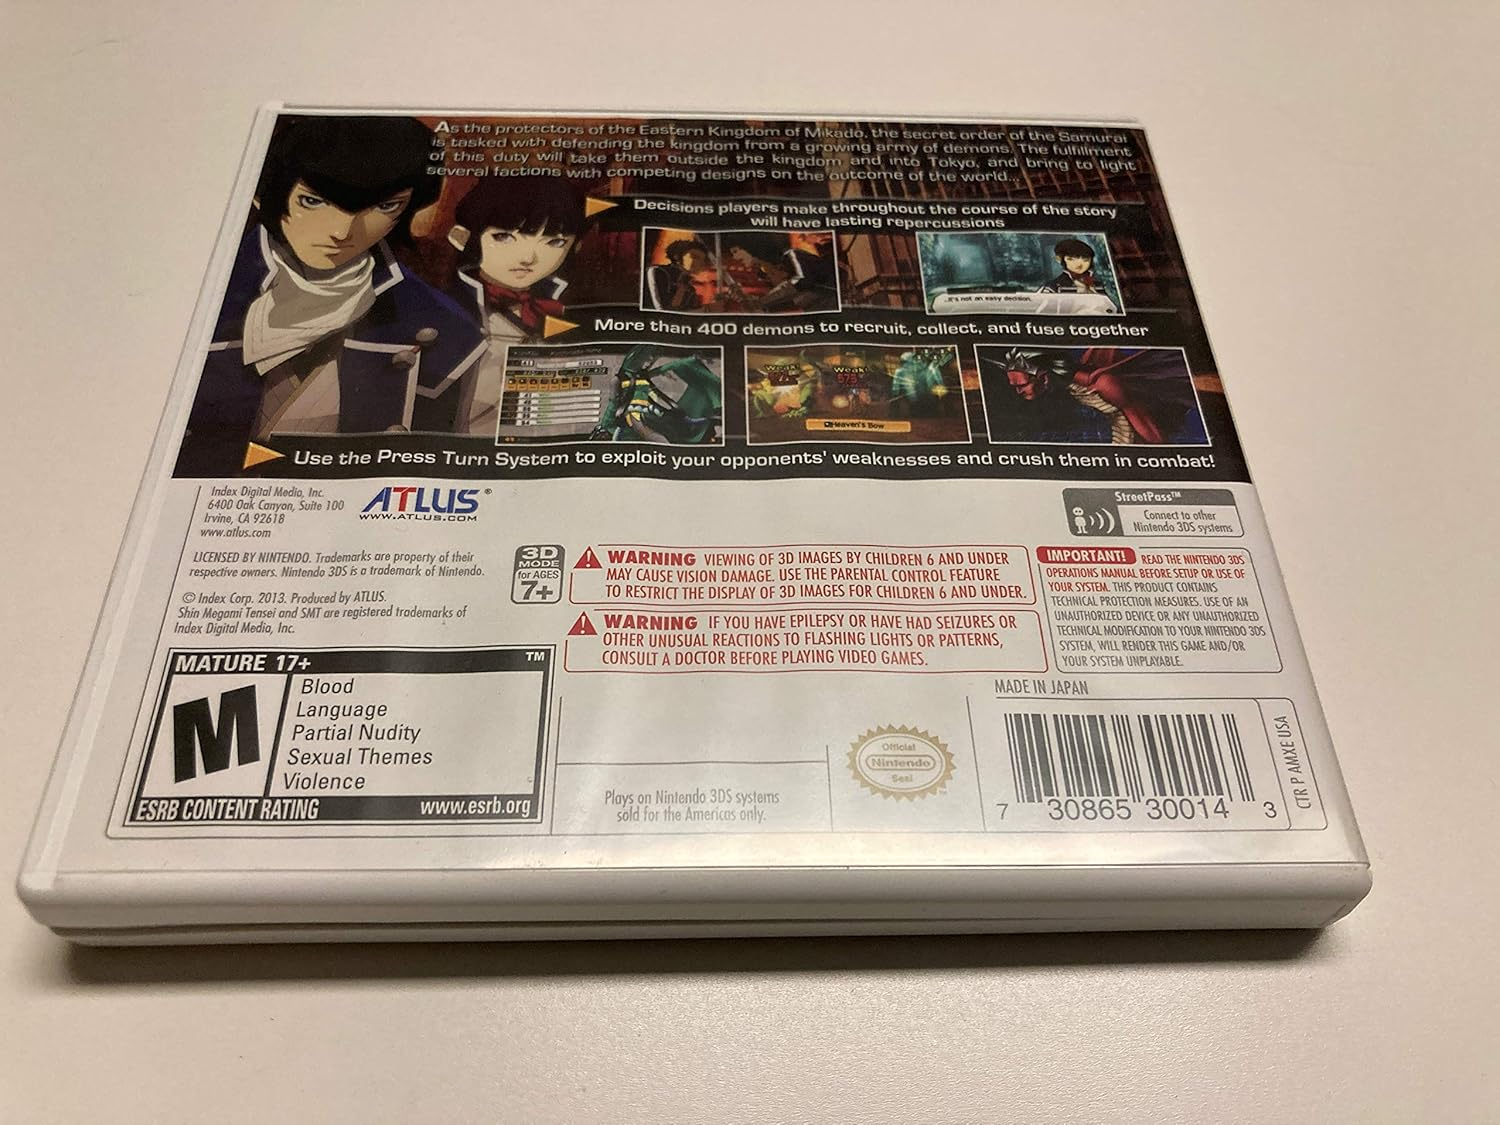 As the protectors of the Eastern Kingdom of Mikado, the secret order of the Samurai
is tasked with defending the kingdom from a growing army of demons. The fulfillment
of this duty will take them outside the kingdom and into Tokyo, and bring to light
several factions with competing designs on the outcome of the world...
Decisions players make throughout the course of the story
will have lasting repercussions
...It's not an easy decision.
More than 400 demons to recruit, collect, and fuse together
Weak!
Weak!
575
Heaven's Bow
Use the Press Turn System to exploit your opponents' weaknesses and crush them in combat!
Index Digital Media, Inc.
6400 Oak Canyon, Suite 100
Irvine, CA 92618
www.atlus.com
ATLUS®
WWW.ATLUS.COM
StreetPass™
Connect to other
Nintendo 3DS systems
LICENSED BY NINTENDO. Trademarks are property of their
respective owners. Nintendo 3DS is a trademark of Nintendo.
© Index Corp. 2013. Produced by ATLUS.
Shin Megami Tensei and SMT are registered trademarks of
Index Digital Media, Inc.
3D
MODE
for AGES
7+
WARNING VIEWING OF 3D IMAGES BY CHILDREN 6 AND UNDER
MAY CAUSE VISION DAMAGE. USE THE PARENTAL CONTROL FEATURE
TO RESTRICT THE DISPLAY OF 3D IMAGES FOR CHILDREN 6 AND UNDER.
WARNING IF YOU HAVE EPILEPSY OR HAVE HAD SEIZURES OR
OTHER UNUSUAL REACTIONS TO FLASHING LIGHTS OR PATTERNS,
CONSULT A DOCTOR BEFORE PLAYING VIDEO GAMES.
IMPORTANT! READ THE NINTENDO 3DS
OPERATIONS MANUAL BEFORE SETUP OR USE OF
YOUR SYSTEM. THIS PRODUCT CONTAINS
TECHNICAL PROTECTION MEASURES. USE OF AN
UNAUTHORIZED DEVICE OR ANY UNAUTHORIZED
TECHNICAL MODIFICATION TO YOUR NINTENDO 3DS
SYSTEM, WILL RENDER THIS GAME AND/OR
YOUR SYSTEM UNPLAYABLE.
MATURE 17+ ™
M
Blood
Language
Partial Nudity
Sexual Themes
Violence
ESRB CONTENT RATING www.esrb.org
Plays on Nintendo 3DS systems
sold for the Americas only.
Official
Nintendo
Seal
MADE IN JAPAN
7 30865 30014 3
CTR P AMXE USA